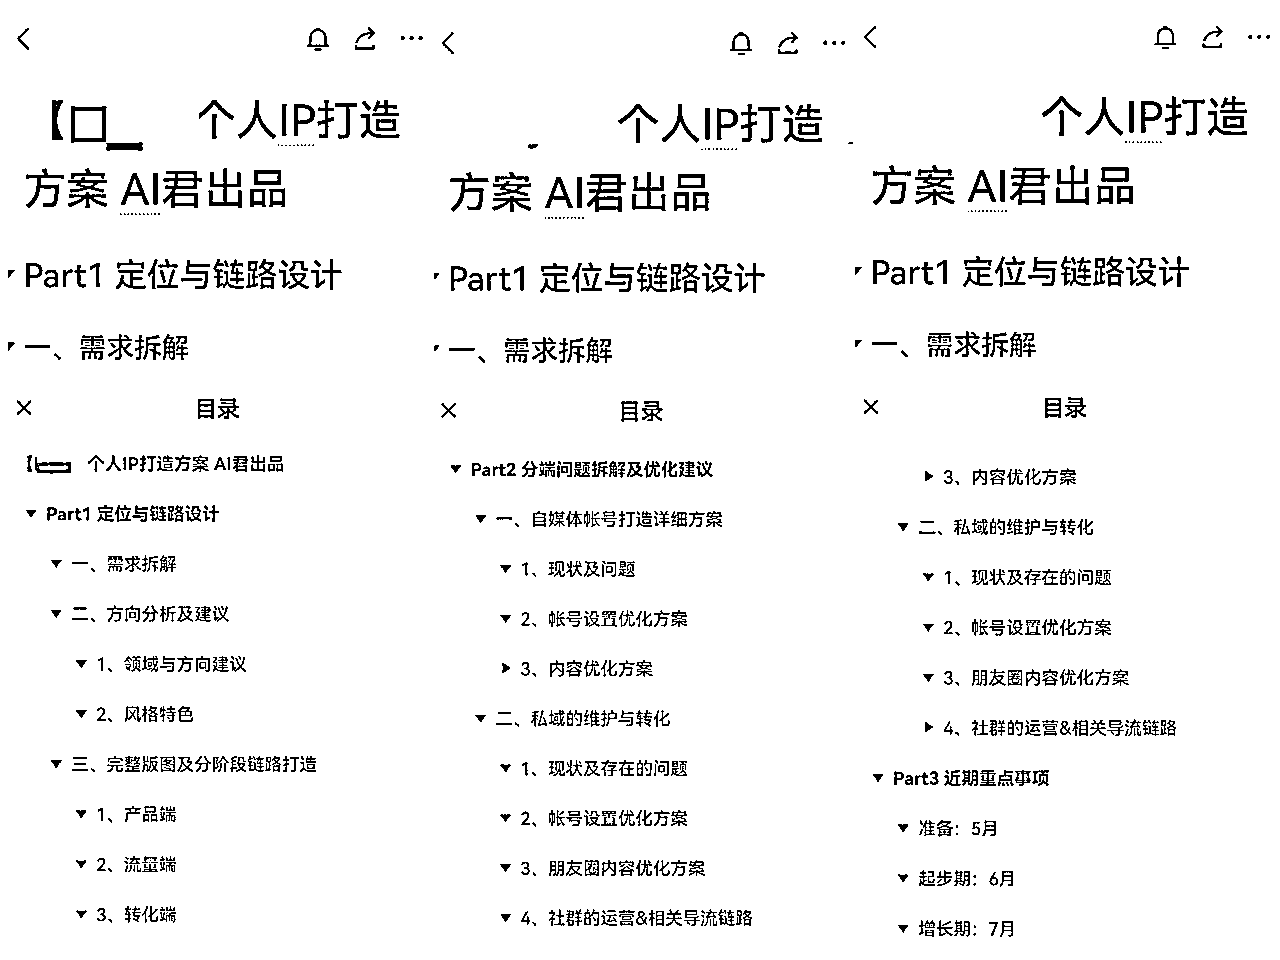 【 个人IP打造
方案 AI君出品
Part1 定位与链路设计
一、需求拆解
目录
【 个人IP打造方案 AI君出品
Part1 定位与链路设计
一、需求拆解
二、方向分析及建议
1、领域与方向建议
2、风格特色
三、完整版图及分阶段链路打造
1、产品端
2、流量端
3、转化端
个人IP打造
方案 AI君出品
Part1 定位与链路设计
一、需求拆解
目录
Part2 分端问题拆解及优化建议
一、自媒体帐号打造详细方案
1、现状及问题
2、帐号设置优化方案
3、内容优化方案
二、私域的维护与转化
1、现状及存在的问题
2、帐号设置优化方案
3、朋友圈内容优化方案
4、社群的运营&相关导流链路
个人IP打造
方案 AI君出品
Part1 定位与链路设计
一、需求拆解
目录
3、内容优化方案
二、私域的维护与转化
1、现状及存在的问题
2、帐号设置优化方案
3、朋友圈内容优化方案
4、社群的运营&相关导流链路
Part3 近期重点事项
准备：5月
起步期：6月
增长期：7月